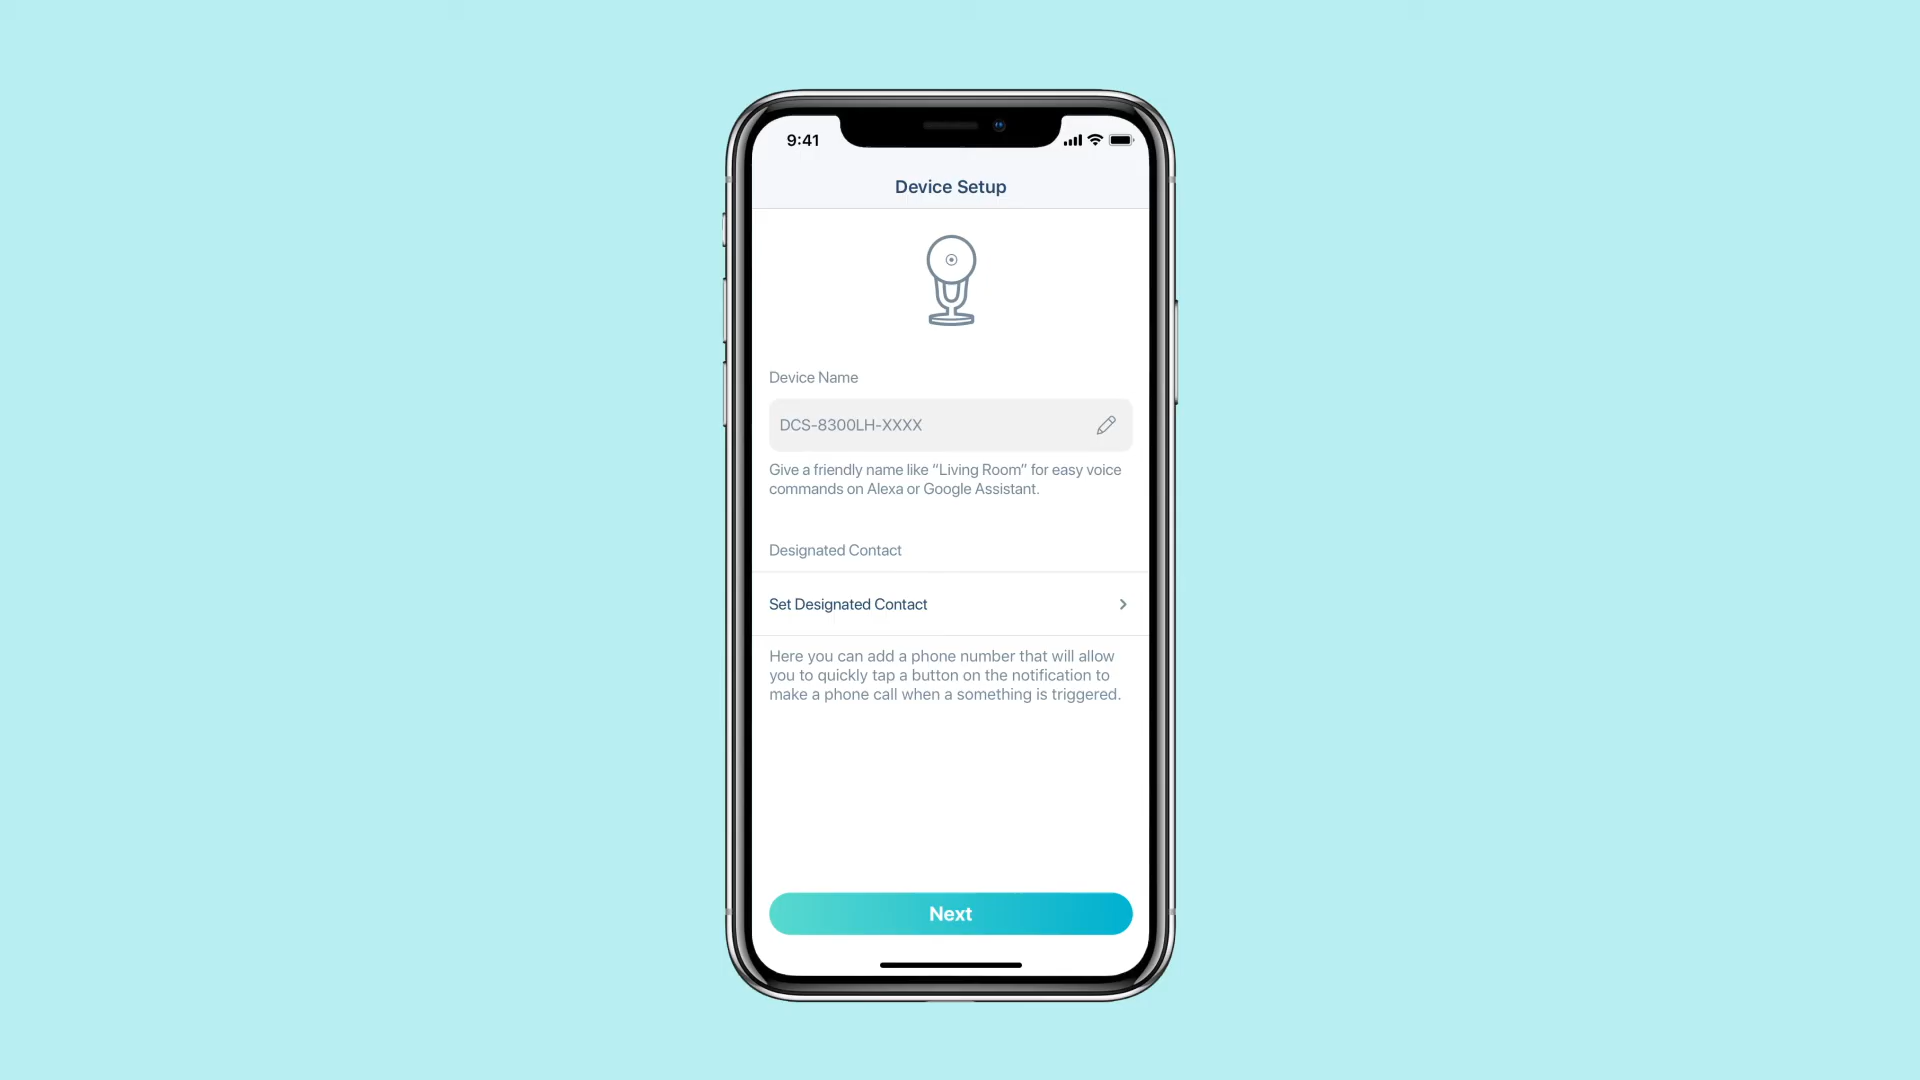 9:41
Device Setup
Device Name
DCS-8300LH-XXXX
Give a friendly name like “Living Room” for easy voice
commands on Alexa or Google Assistant.
Designated Contact
Set Designated Contact
Here you can add a phone number that will allow
you to quickly tap a button on the notification to
make a phone call when a something is triggered.
Next